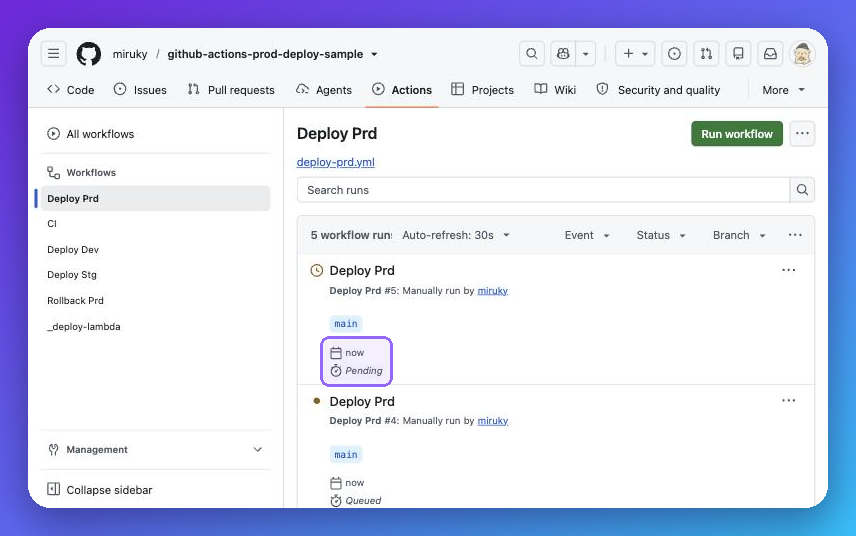 miruky / github-actions-prod-deploy-sample
Code Issues Pull requests Agents Actions Projects Wiki Security and quality More
All workflows
Workflows
Deploy Prd
CI
Deploy Dev
Deploy Stg
Rollback Prd
_deploy-lambda
Management
Collapse sidebar
Deploy Prd
Run workflow
deploy-prd.yml
Search runs
5 workflow runs Auto-refresh: 30s Event Status Branch
Deploy Prd
Deploy Prd #5: Manually run by miruky
main
now
Pending
Deploy Prd
Deploy Prd #4: Manually run by miruky
main
now
Queued